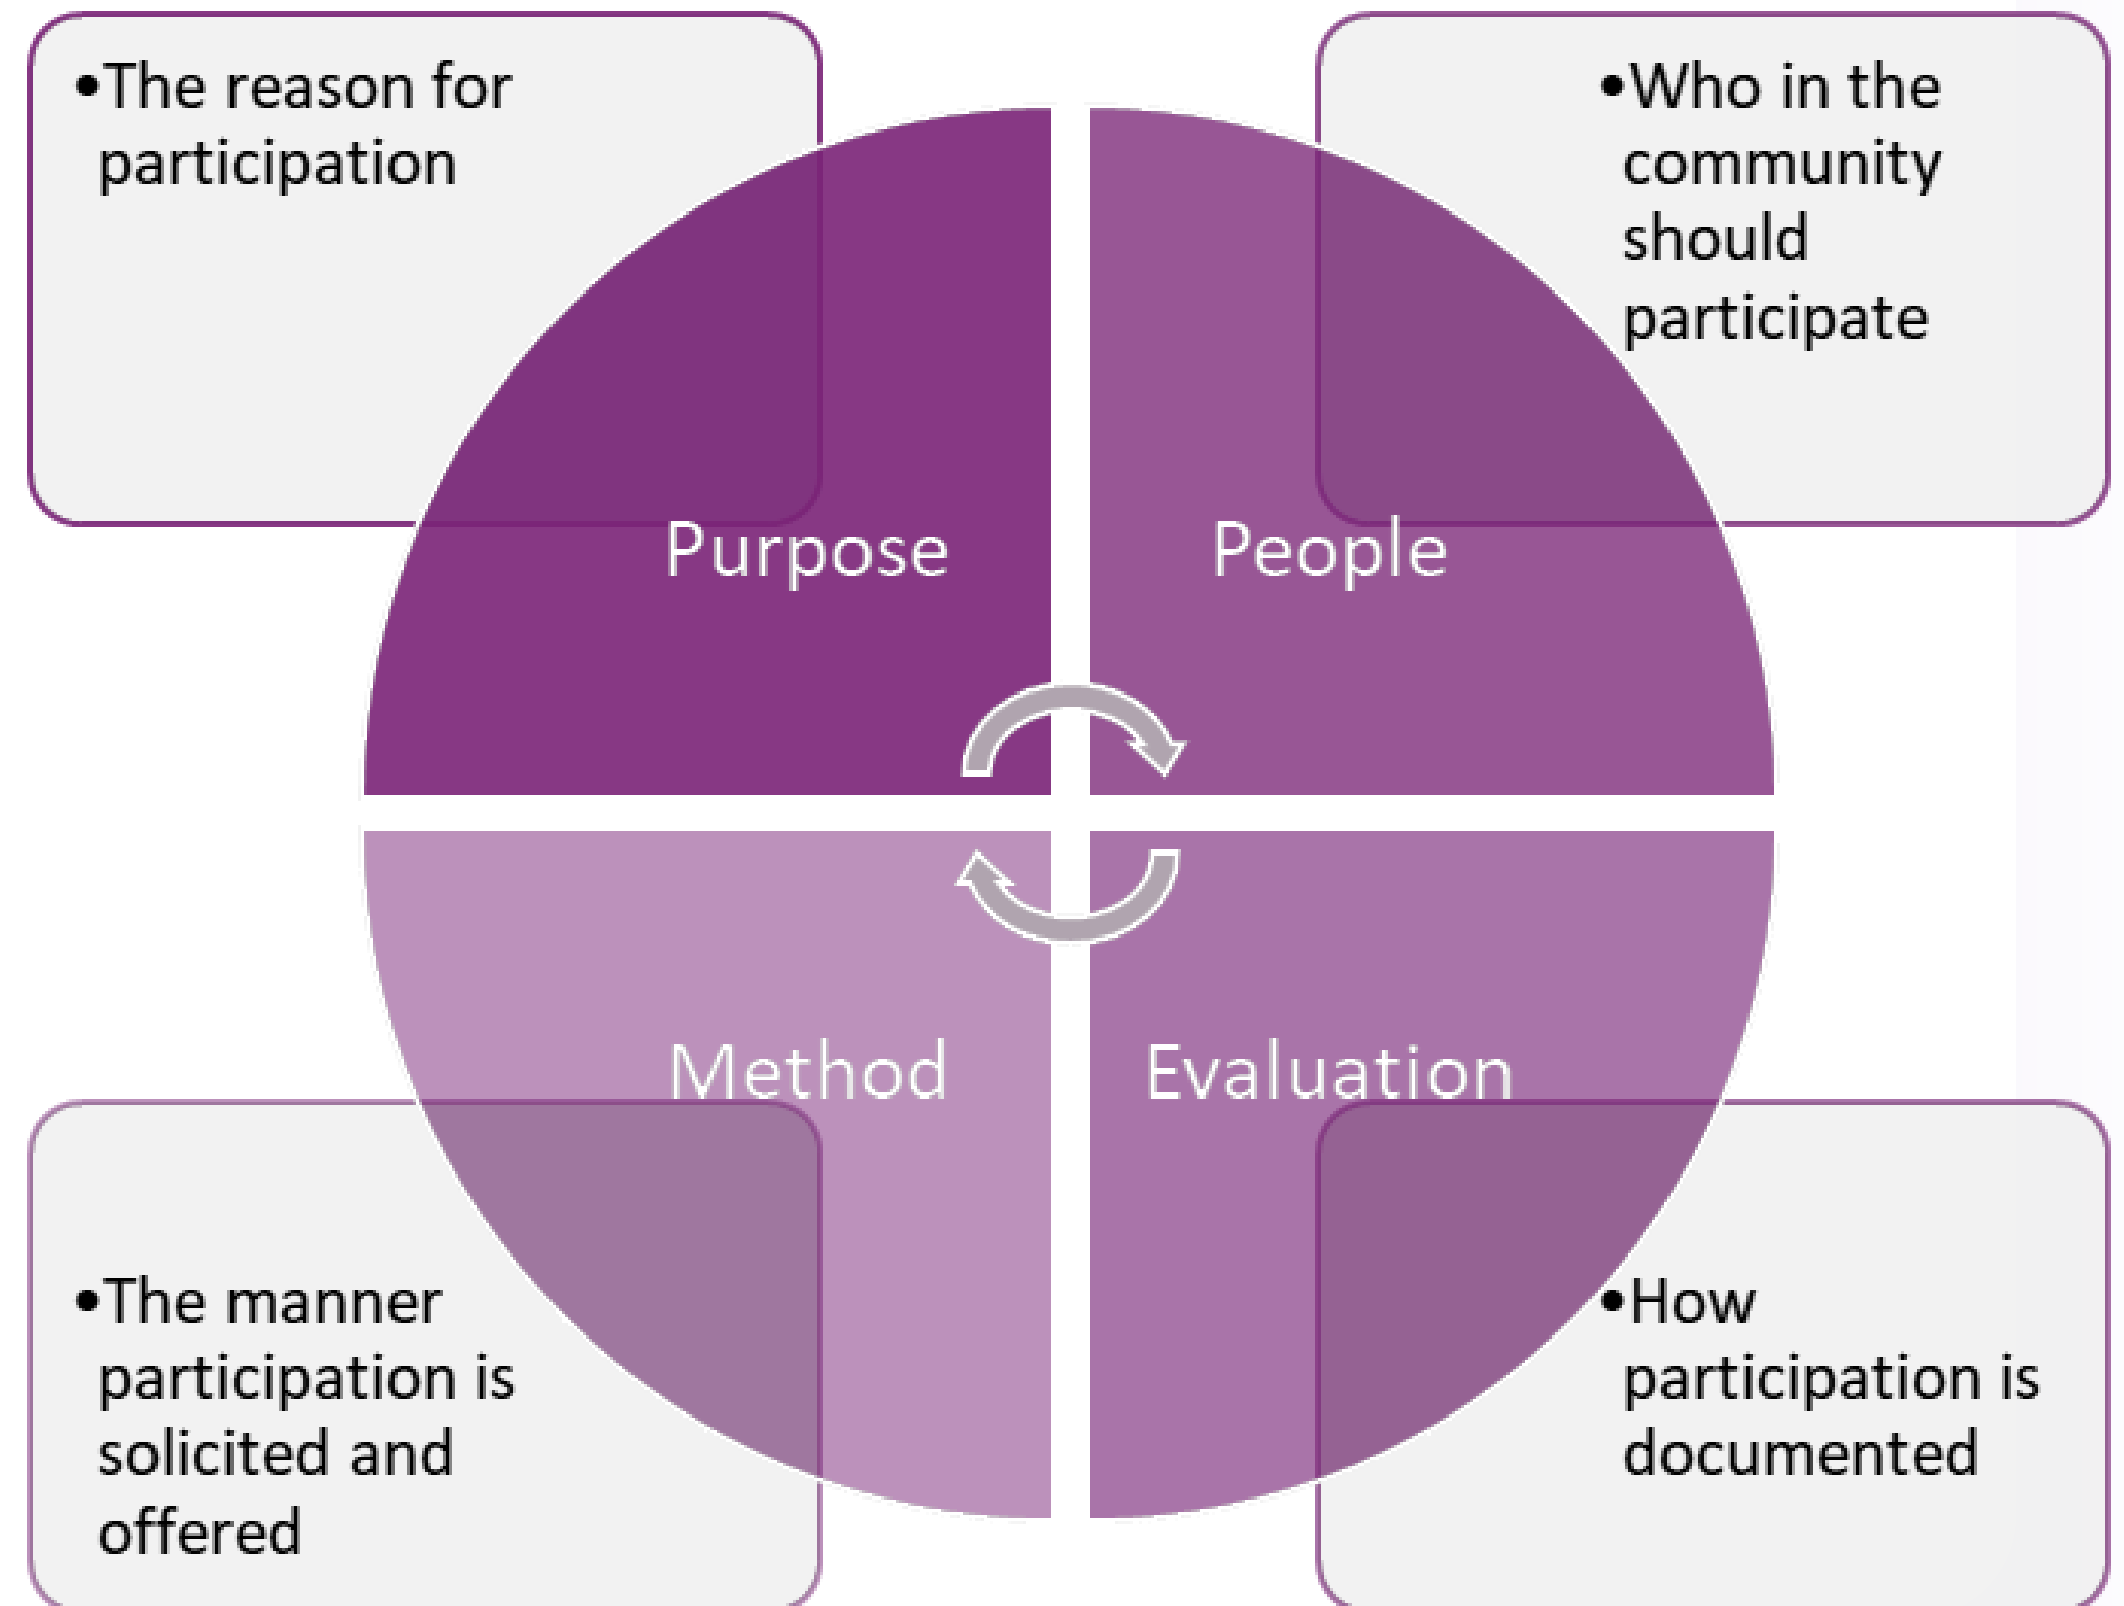 •The reason for
participation
•Who in the
community
should
participate
Purpose
People
Method
Evaluation
•The manner
participation is
solicited and
offered
•How
participation is
documented